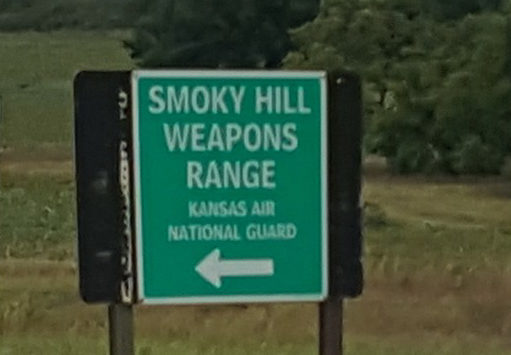 SMOKY HILL
WEAPONS
RANGE
KANSAS AIR
NATIONAL GUARD